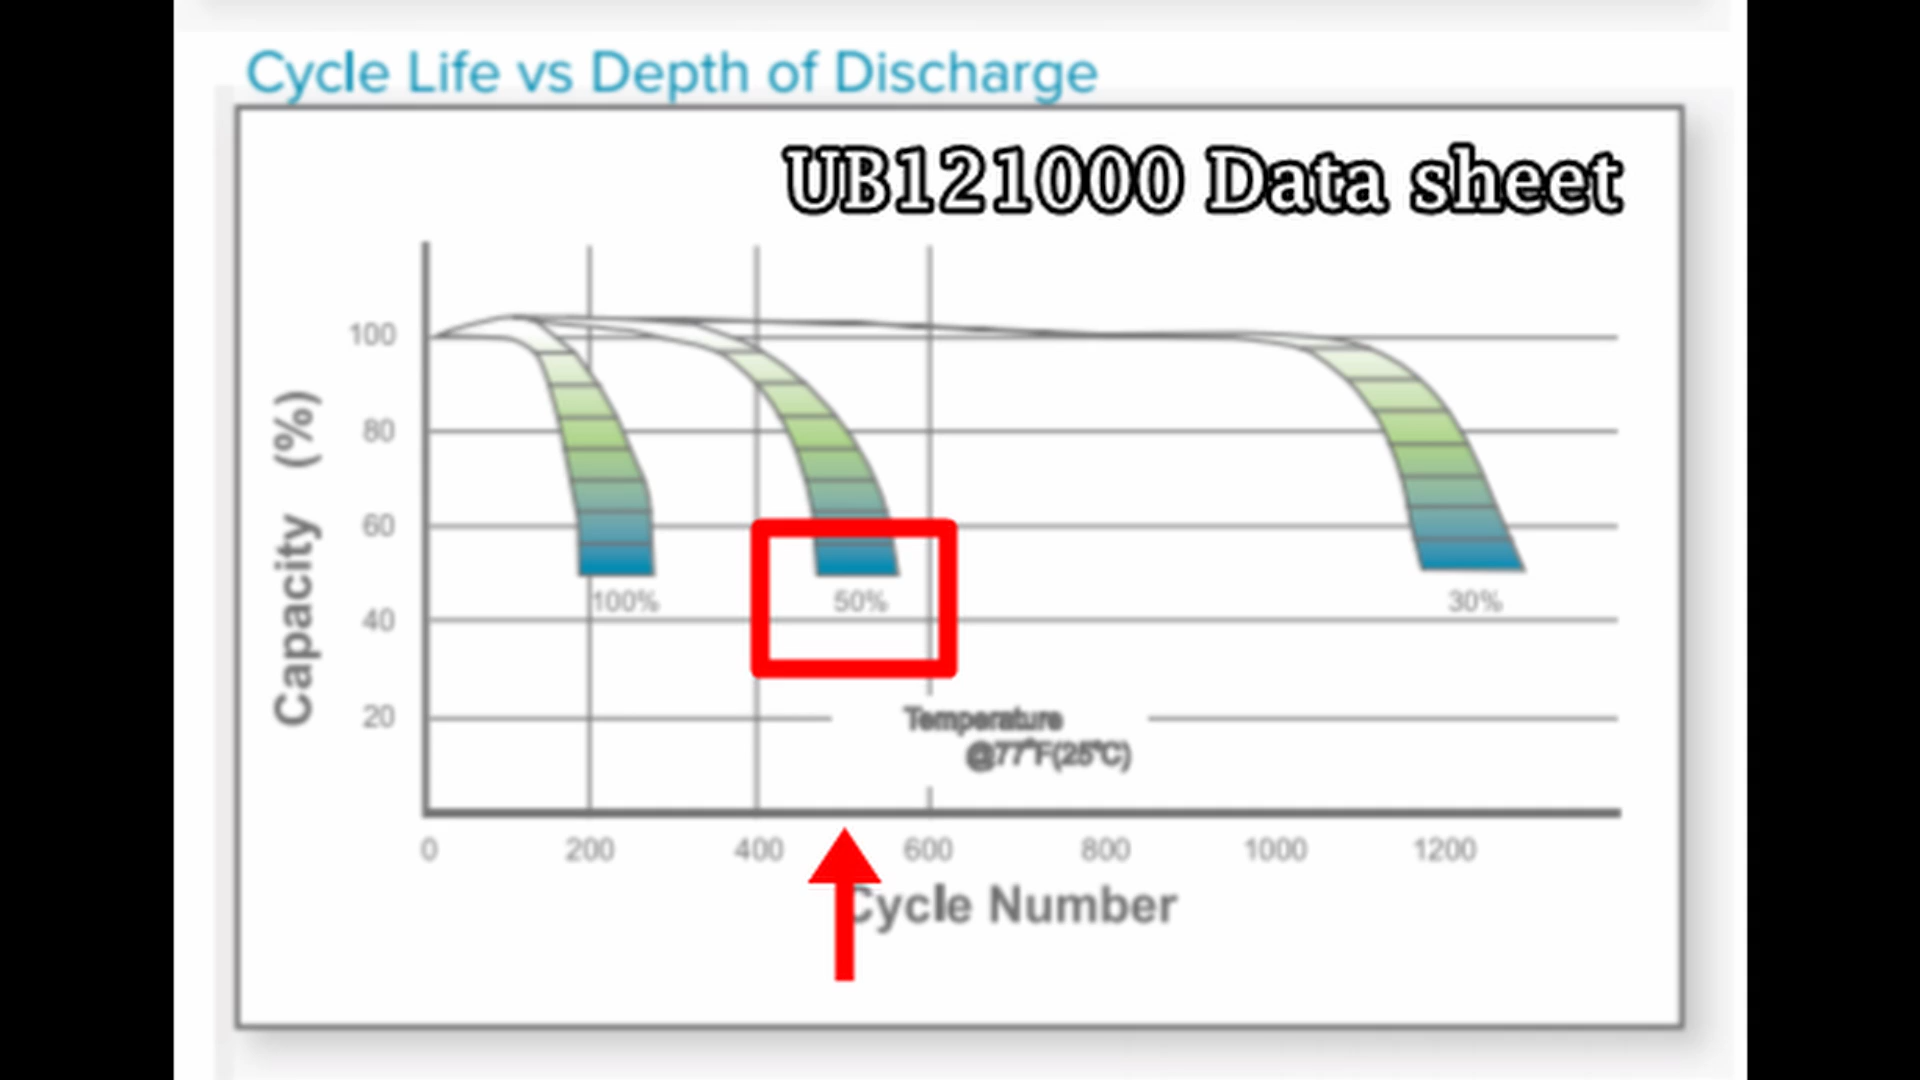 Cycle Life vs Depth of Discharge
UB121000 Data sheet
Capacity (%)
100
80
60
40
20
100%
50%
30%
Temperature
@77°F(25°C)
0 200 400 600 800 1000 1200
Cycle Number